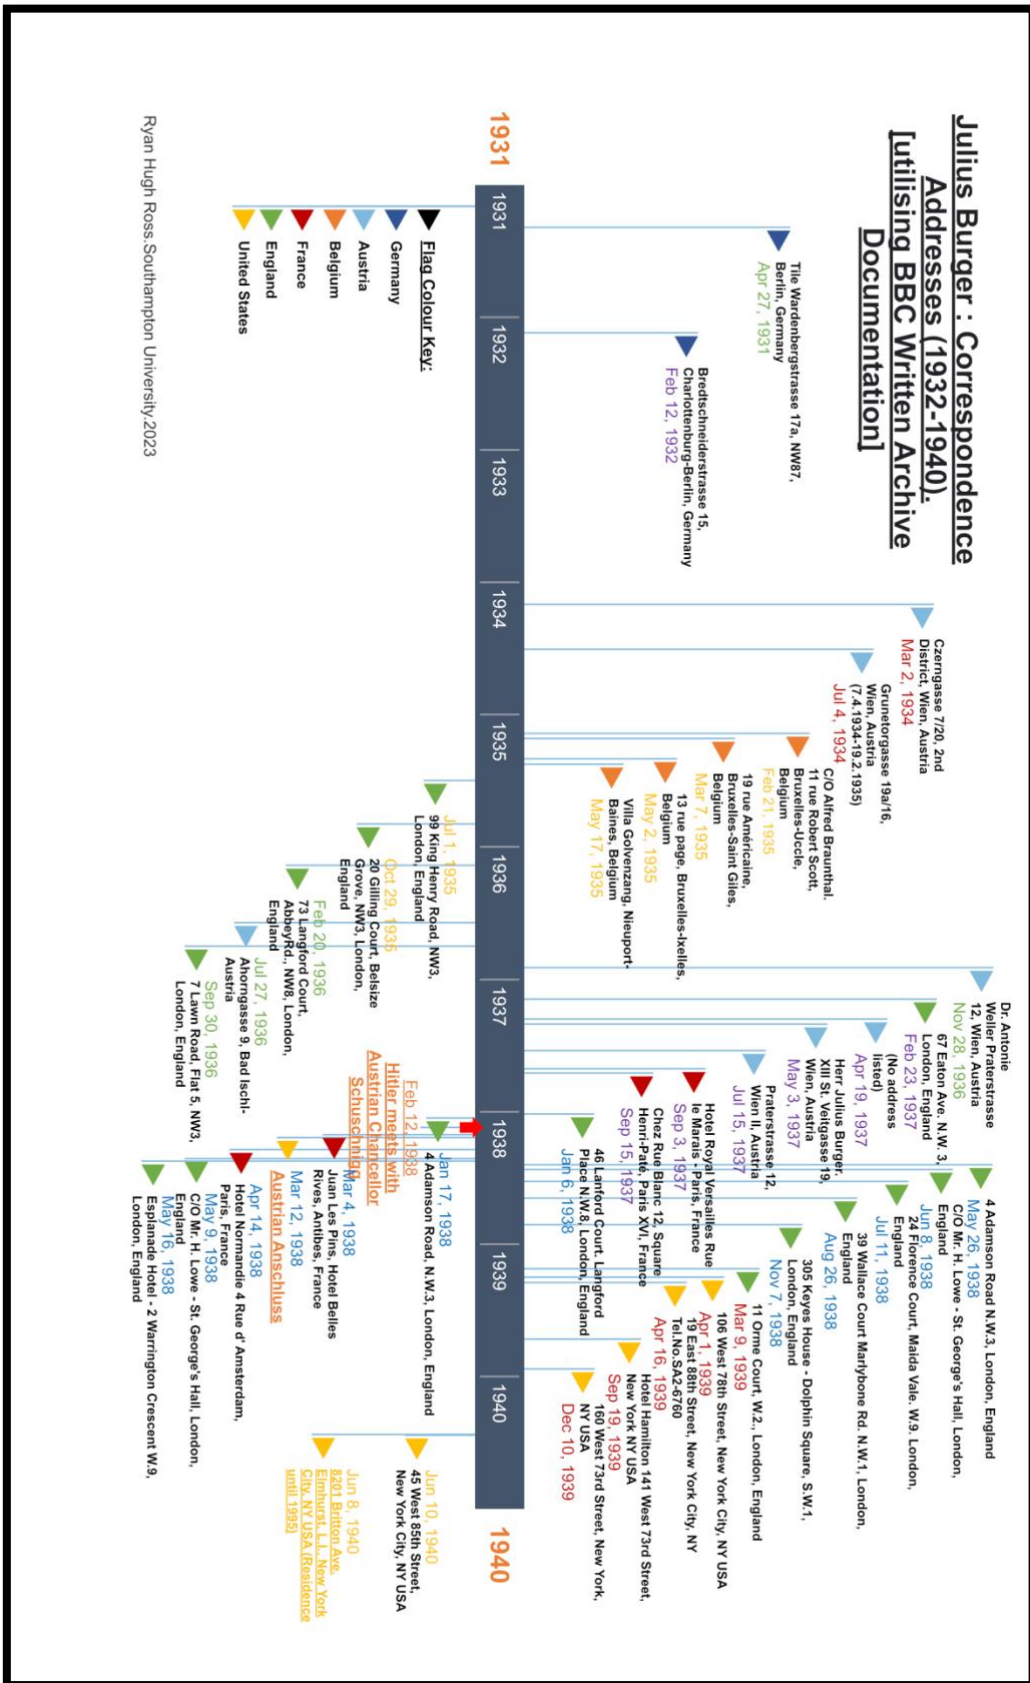 Julius Burger : Correspondence
Addresses (1932-1940).
[utilising BBC Written Archive
Documentation]
Tile Wardenbergstrasse 17a, NW87,
Berlin, Germany
Apr 27, 1931
Bredtschneiderstrasse 15,
Charlottenburg-Berlin, Germany
Feb 12, 1932
Czerngasse 7/20, 2nd
District, Wien, Austria
Mar 2, 1934
Grunetorgasse 19a/16,
Wien, Austria
(7.4.1934-19.2.1935)
Jul 4, 1934
C/O Alfred Braunthal.
11 rue Robert Scott,
Bruxelles-Uccle,
Belgium
Feb 21, 1935
19 rue Américaine,
Bruxelles-Saint Giles,
Belgium
Mar 7, 1935
13 rue page, Bruxelles-Ixelles,
Belgium
May 2, 1935
Villa Golvenzang, Nieuport-
Baines, Belgium
May 17, 1935
Dr. Antonie
Weller Praterstrasse
12, Wien, Austria
Nov 28, 1936
67 Eaton Ave. N.W. 3,
London, England
Feb 23, 1937
(No address
listed)
Apr 19, 1937
Herr Julius Burger,
XIII St. Veitgasse 19,
Wien, Austria
May 3, 1937
Praterstrasse 12,
Wien II, Austria
Jul 15, 1937
Hotel Royal Versailles Rue
le Marais - Paris, France
Sep 3, 1937
Chez Rue Blanc 12, Square
Henri-Paté, Paris XVI, France
Sep 15, 1937
46 Lanford Court, Langford
Place N.W.8, London, England
Jan 6, 1938
4 Adamson Road N.W.3, London, England
May 26, 1938
C/O Mr. H. Lowe - St. George's Hall, London,
England
Jun 8, 1938
24 Florence Court, Maida Vale. W.9. London,
England
Jul 11, 1938
39 Wallace Court Marlybone Rd. N.W.1, London,
England
Aug 26, 1938
305 Keyes House - Dolphin Square, S.W.1,
London, England
Nov 7, 1938
11 Orme Court, W.2., London, England
Mar 9, 1939
106 West 78th Street, New York City, NY USA
Apr 1, 1939
19 East 88th Street, New York City, NY
Tel.No.SA2-6760
Apr 16, 1939
Hotel Hamilton 141 West 73rd Street,
New York NY USA
Sep 19, 1939
160 West 73rd Street, New York,
NY USA
Dec 10, 1939
1931
1931
1932
1933
1934
1935
1936
1937
1938
1939
1940
1940
Flag Colour Key:
Germany
Austria
Belgium
France
England
United States
Jul 1, 1935
99 King Henry Road, NW3,
London, England
Oct 29, 1935
20 Gilling Court, Belsize
Grove, NW3, London,
England
Feb 20, 1936
73 Langford Court,
AbbeyRd., NW8, London,
England
Jul 27, 1936
Ahorngasse 9, Bad Ischl-
Austria
Sep 30, 1936
7 Lawn Road, Flat 5, NW3,
London, England
Jan 17, 1938
4 Adamson Road, N.W.3, London, England
Feb 12, 1938
Hitler meets with
Austrian Chancellor
Schuschnigg
Mar 4, 1938
Juan Les Pins, Hotel Belles
Rives, Antibes, France
Mar 12, 1938
Austrian Anschluss
Apr 14, 1938
Hotel Normandie 4 Rue d' Amsterdam,
Paris, France
May 9, 1938
C/O Mr. H. Lowe - St. George's Hall, London,
England
May 16, 1938
Esplanade Hotel - 2 Warrington Crescent W.9,
London, England
Jun 10, 1940
45 West 85th Street,
New York City, NY USA
Jun 8, 1940
8201 Britton Ave.
Elmhurst, L.I., New York
City, NY USA (Residence
until 1995)
Ryan Hugh Ross.Southampton University.2023